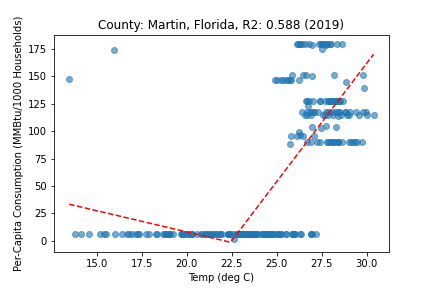 County: Martin, Florida, R2: 0.588 (2019)
Per-Capita Consumption (MMBtu/1000 Households)
175
150
125
100
75
50
25
0
15.0 17.5 20.0 22.5 25.0 27.5 30.0
Temp (deg C)